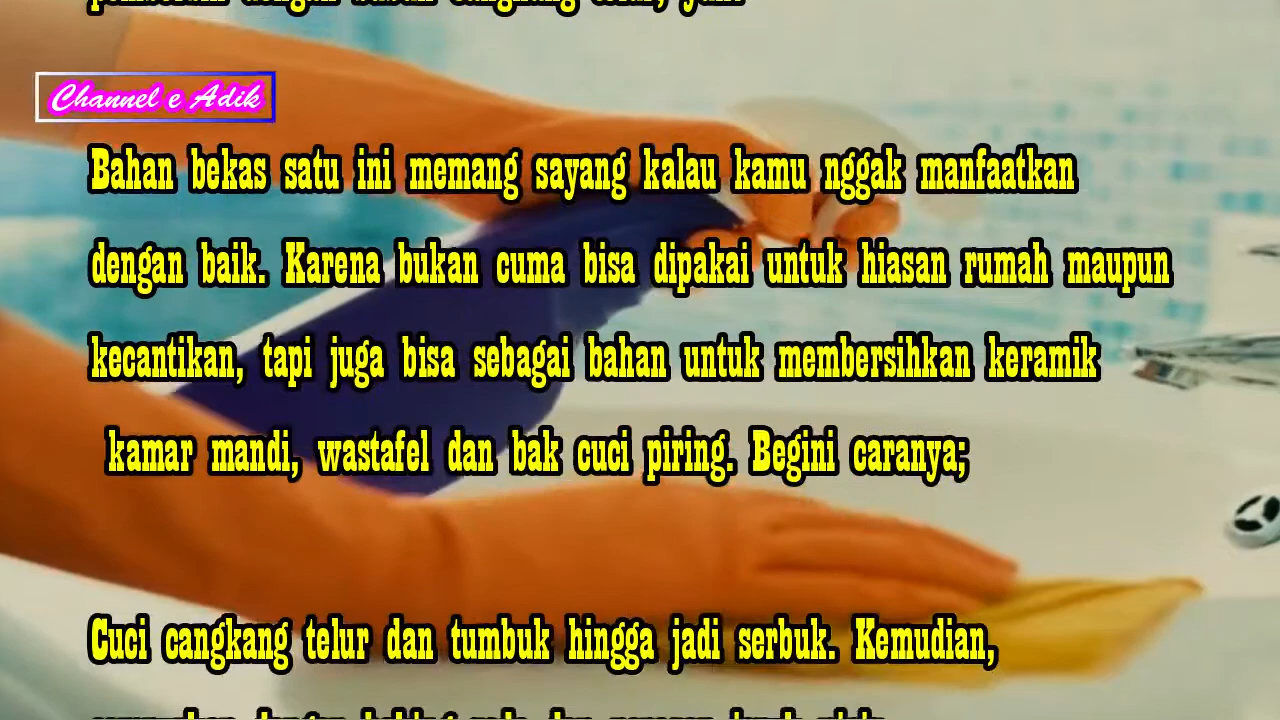 Channel e Adik
Bahan bekas satu ini memang sayang kalau kamu nggak manfaatkan
dengan baik. Karena bukan cuma bisa dipakai untuk hiasan rumah maupun
kecantikan, tapi juga bisa sebagai bahan untuk membersihkan keramik
kamar mandi, wastafel dan bak cuci piring. Begini caranya;
Cuci cangkang telur dan tumbuk hingga jadi serbuk. Kemudian,